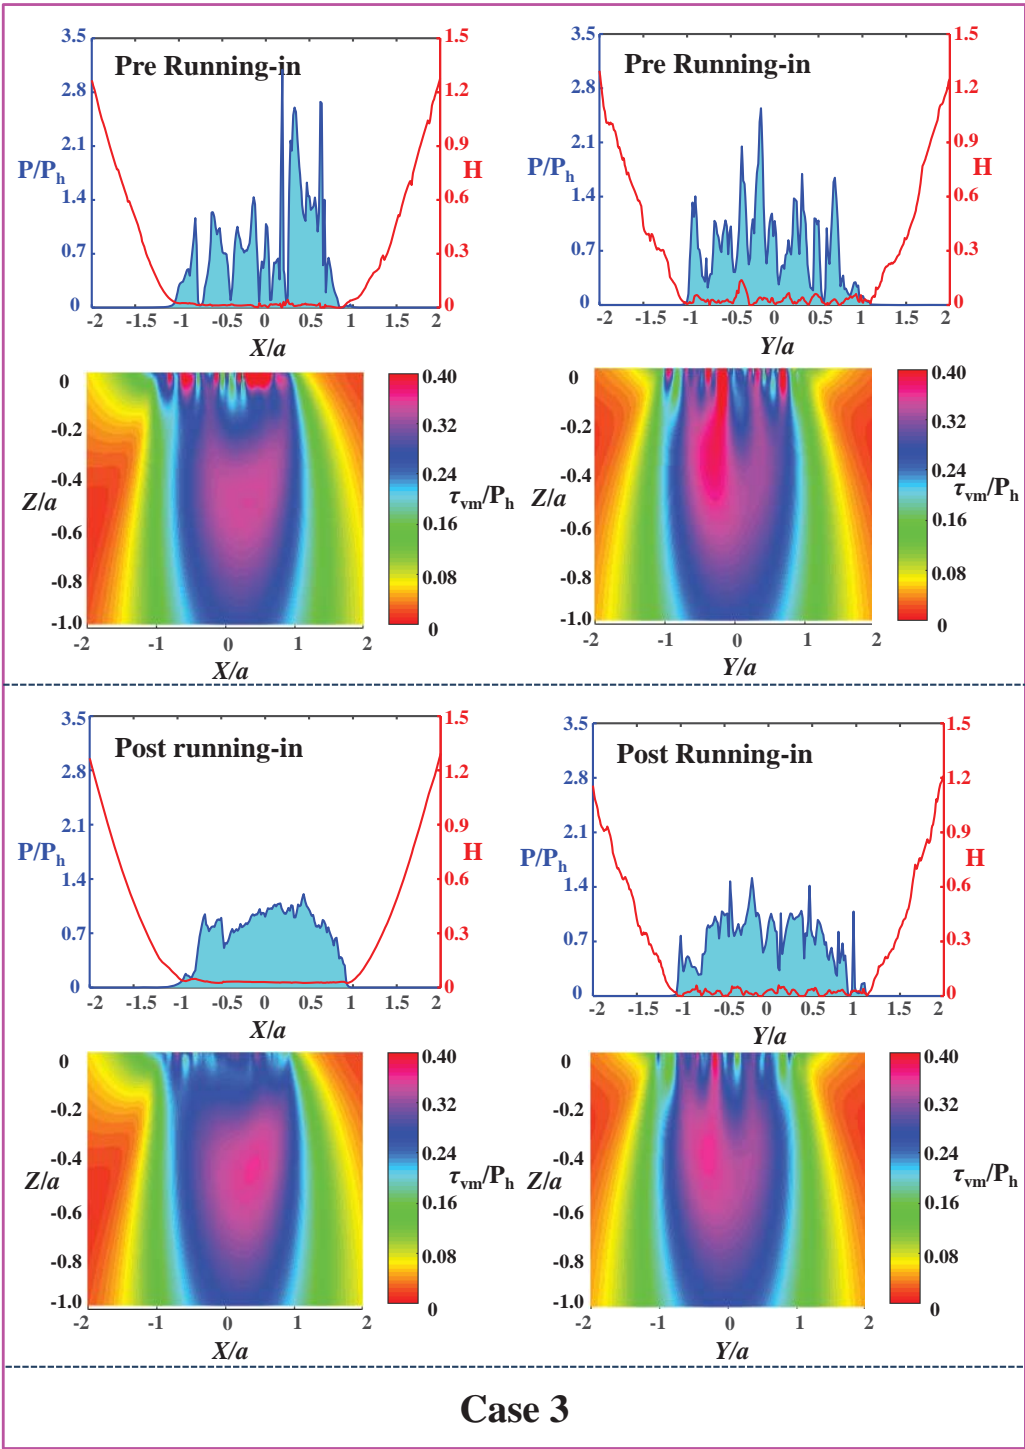 Pre Running-in
P/Ph
H
3.5
2.8
2.1
1.4
0.7
0
1.5
1.2
0.9
0.6
0.3
0
-2 -1.5 -1 -0.5 0 0.5 1 1.5 2
X/a
Pre Running-in
P/Ph
H
3.5
2.8
2.1
1.4
0.7
0
1.5
1.2
0.9
0.6
0.3
0
-2 -1.5 -1 -0.5 0 0.5 1 1.5 2
Y/a
Z/a
0
-0.2
-0.4
-0.6
-0.8
-1.0
-2 -1 0 1 2
X/a
0.40
0.32
0.24
0.16
0.08
0
τvm/Ph
Z/a
0
-0.2
-0.4
-0.6
-0.8
-1.0
-2 -1 0 1 2
Y/a
0.40
0.32
0.24
0.16
0.08
0
Post running-in
P/Ph
H
3.5
2.8
2.1
1.4
0.7
0
1.5
1.2
0.9
0.6
0.3
0
-2 -1.5 -1 -0.5 0 0.5 1 1.5 2
X/a
Post Running-in
P/Ph
H
3.5
2.8
2.1
1.4
0.7
0
1.5
1.2
0.9
0.6
0.3
0
-2 -1.5 -1 -0.5 0 0.5 1 1.5 2
Y/a
Z/a
0
-0.2
-0.4
-0.6
-0.8
-1.0
-2 -1 0 1 2
X/a
0.40
0.32
0.24
0.16
0.08
0
τvm/Ph
Z/a
0
-0.2
-0.4
-0.6
-0.8
-1.0
-2 -1 0 1 2
Y/a
0.40
0.32
0.24
0.16
0.08
0
τvm/Ph
τvm/Ph
Case 3